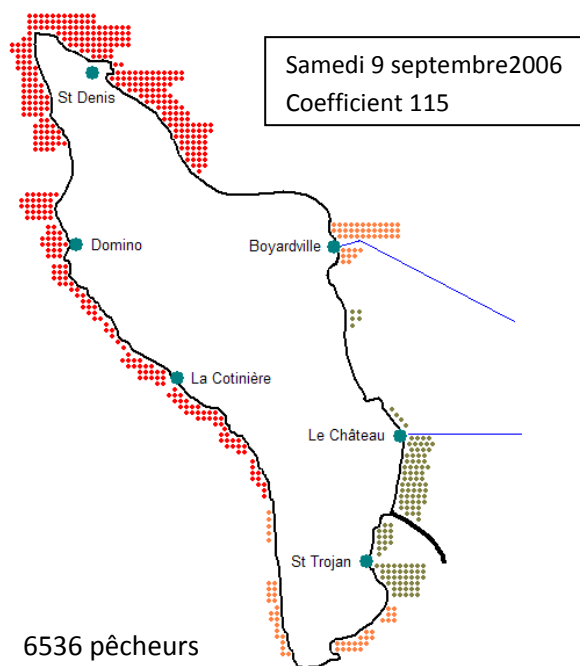 Samedi 9 septembre2006
Coefficient 115
St Denis
Domino
Boyardville
La Cotinière
Le Château
St Trojan
6536 pêcheurs